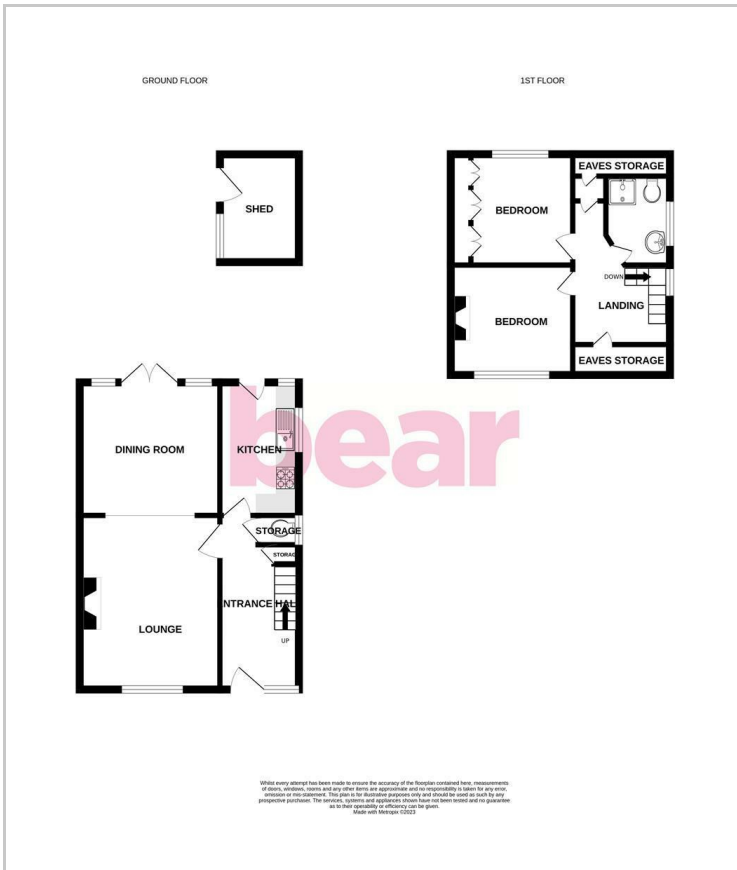 GROUND FLOOR
1ST FLOOR
SHED
EAVES STORAGE
BEDROOM
BEDROOM
DOWN
LANDING
EAVES STORAGE
DINING ROOM
KITCHEN
bear
STORAGE
STORAG
LOUNGE
NTRANCE HAL
UP
Whilst every attempt has been made to ensure the accuracy of the floorplan contained here, measurements
of doors, windows, rooms and any other items are approximate and no responsibility is taken for any error,
omission or mis-statement. This plan is for illustrative purposes only and should be used as such by any
prospective purchaser. The services, systems and appliances shown have not been tested and no guarantee
as to their operability or efficiency can be given.
Made with Metropix ©2023